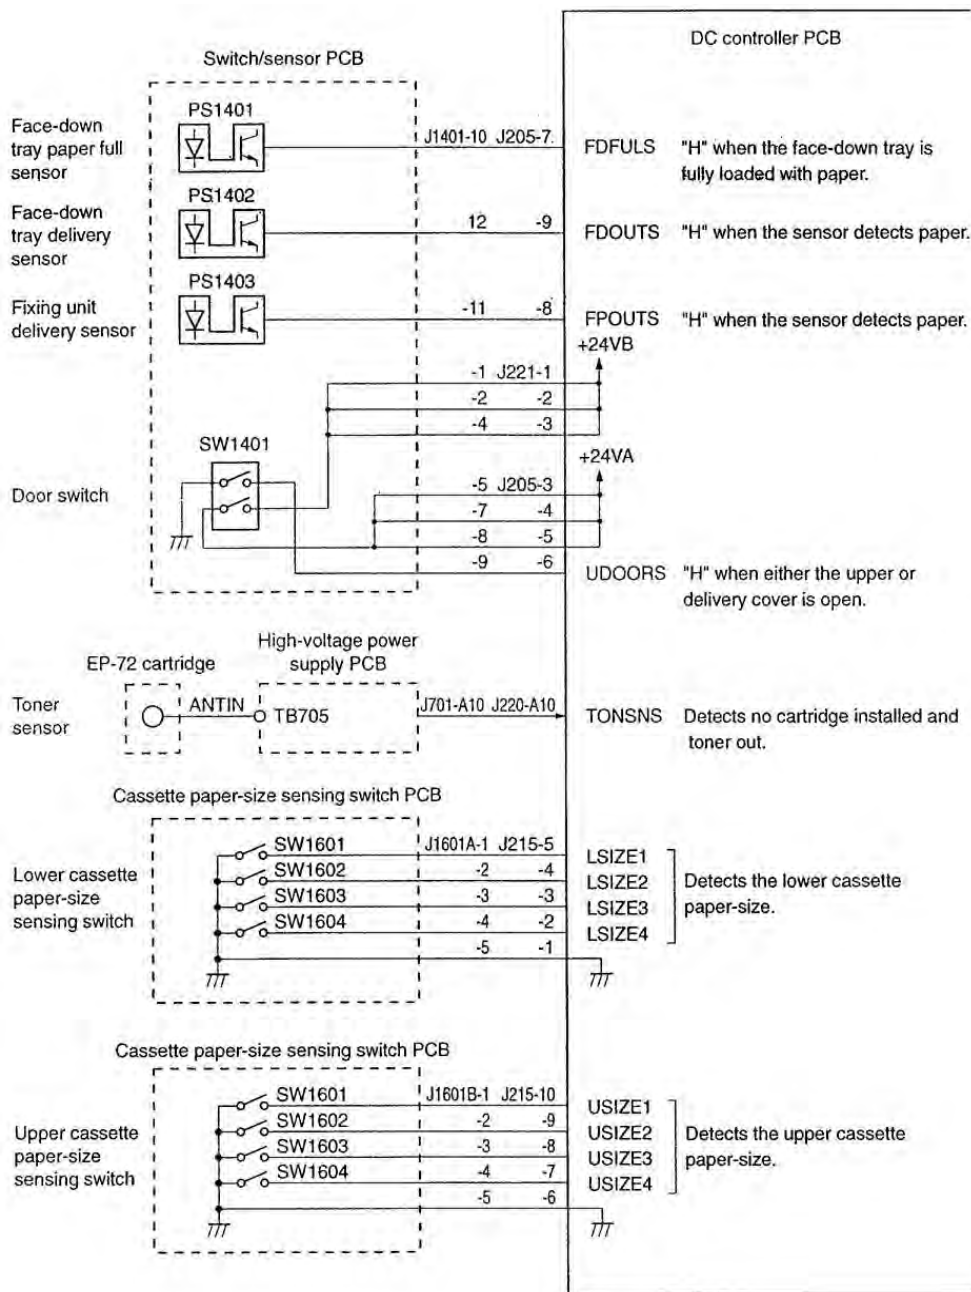 DC controller PCB
Switch/sensor PCB
PS1401
Face-down
tray paper full
sensor
J1401-10 J205-7
FDFULS "H" when the face-down tray is
fully loaded with paper.
PS1402
Face-down
tray delivery
sensor
12 -9
FDOUTS "H" when the sensor detects paper.
PS1403
Fixing unit
delivery sensor
-11 -8
FPOUTS "H" when the sensor detects paper.
+24VB
-1 J221-1
-2 -2
-4 -3
SW1401
+24VA
Door switch
-5 J205-3
-7 -4
-8 -5
-9 -6
UDOORS "H" when either the upper or
delivery cover is open.
High-voltage power
supply PCB
EP-72 cartridge
Toner
sensor
ANTIN
TB705
J701-A10 J220-A10
TONSNS Detects no cartridge installed and
toner out.
Cassette paper-size sensing switch PCB
Lower cassette
paper-size
sensing switch
SW1601 J1601A-1 J215-5 LSIZE1
SW1602 -2 -4 LSIZE2
SW1603 -3 -3 LSIZE3
SW1604 -4 -2 LSIZE4
-5 -1
Detects the lower cassette
paper-size.
Cassette paper-size sensing switch PCB
Upper cassette
paper-size
sensing switch
SW1601 J1601B-1 J215-10 USIZE1
SW1602 -2 -9 USIZE2
SW1603 -3 -8 USIZE3
SW1604 -4 -7 USIZE4
-5 -6
Detects the upper cassette
paper-size.